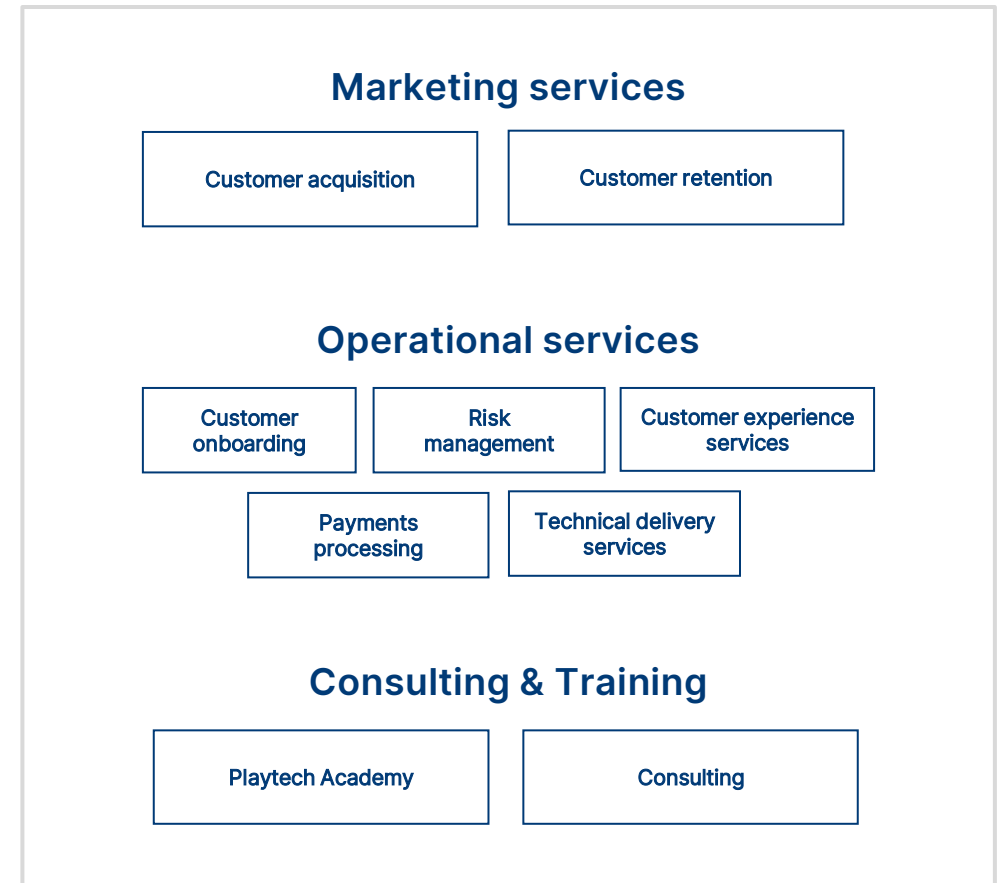 Marketing services
Customer acquisition
Customer retention
Operational services
Customer
onboarding
Risk
management
Customer experience
services
Payments
processing
Technical delivery
services
Consulting & Training
Playtech Academy
Consulting